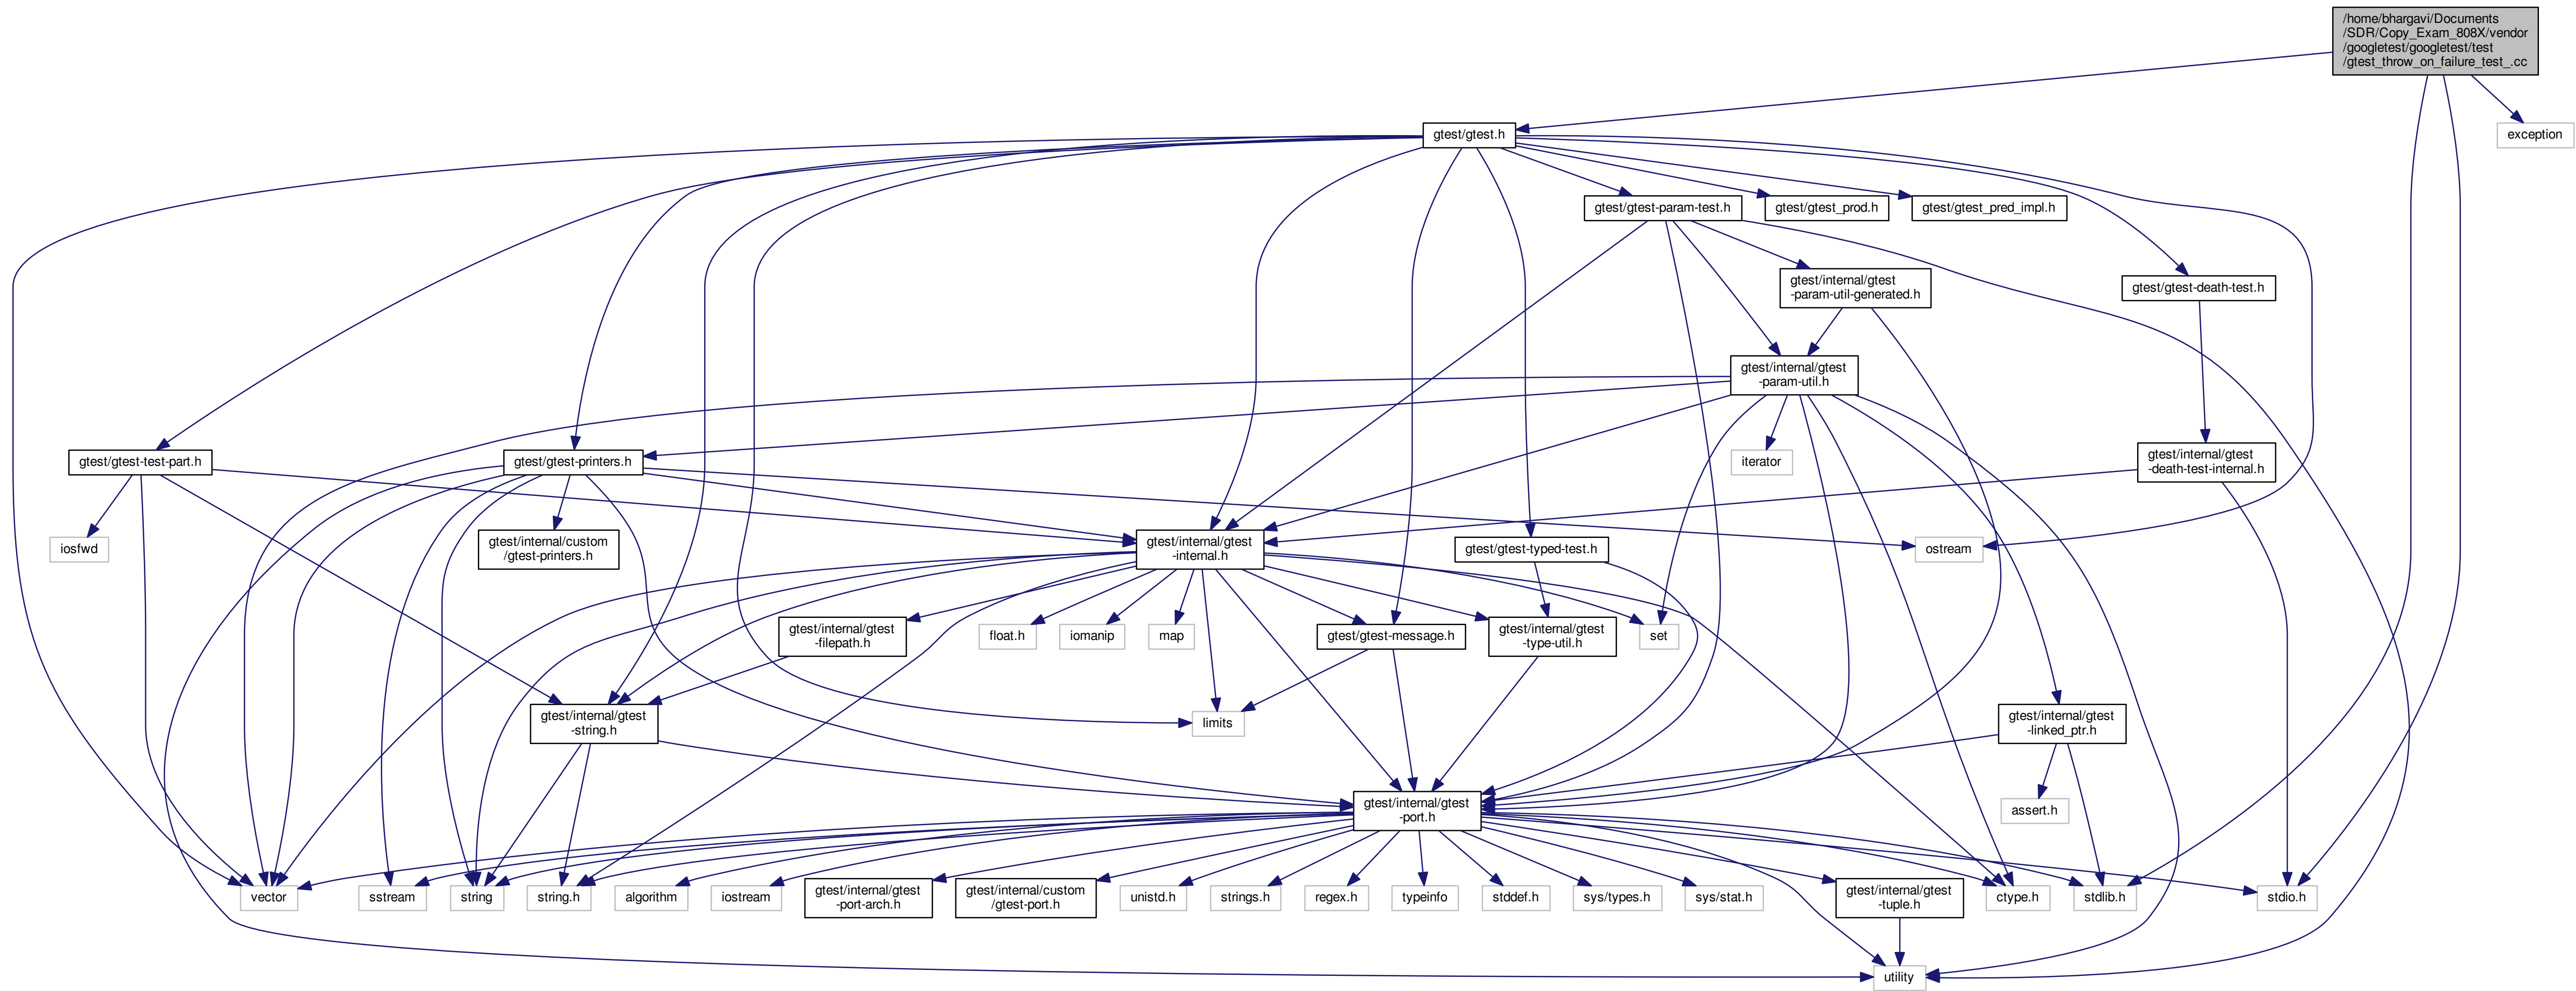 /home/bhargavi/Documents
/SDR/Copy_Exam_808X/vendor
/googletest/googletest/test
/gtest_throw_on_failure_test_.cc
gtest/gtest.h
exception
gtest/gtest-param-test.h
gtest/gtest_prod.h
gtest/gtest_pred_impl.h
gtest/internal/gtest
-param-util-generated.h
gtest/gtest-death-test.h
gtest/internal/gtest
-param-util.h
gtest/gtest-test-part.h
gtest/gtest-printers.h
iterator
gtest/internal/gtest
-death-test-internal.h
iosfwd
gtest/internal/custom
/gtest-printers.h
gtest/internal/gtest
-internal.h
gtest/gtest-typed-test.h
ostream
gtest/internal/gtest
-filepath.h
float.h
iomanip
map
gtest/gtest-message.h
gtest/internal/gtest
-type-util.h
set
gtest/internal/gtest
-string.h
limits
gtest/internal/gtest
-linked_ptr.h
gtest/internal/gtest
-port.h
assert.h
vector
sstream
string
string.h
algorithm
iostream
gtest/internal/gtest
-port-arch.h
gtest/internal/custom
/gtest-port.h
unistd.h
strings.h
regex.h
typeinfo
stddef.h
sys/types.h
sys/stat.h
gtest/internal/gtest
-tuple.h
ctype.h
stdlib.h
stdio.h
utility